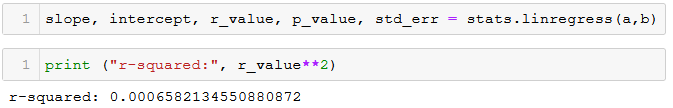 1 slope, intercept, r_value, p_value, std_err = stats.linregress(a,b)
1 print ("r-squared:", r_value**2)
r-squared: 0.0006582134550880872